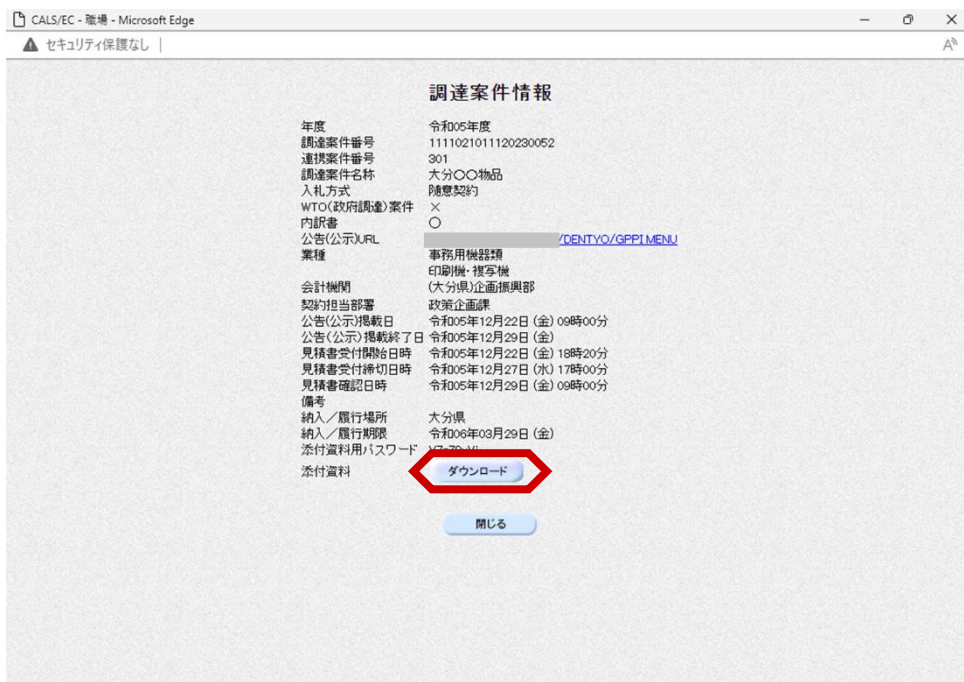 CALS/EC - 職場 - Microsoft Edge
セキュリティ保護なし
調達案件情報
年度 令和05年度
調達案件番号 1111021011120230052
連携案件番号 301
調達案件名称 大分〇〇物品
入札方式 随意契約
WTO(政府調達)案件 ×
内訳書 〇
公告(公示)URL /DENTYO/GPPI MENU
業種 事務用機器類
印刷機・複写機
会計機関 (大分県)企画振興部
契約担当部署 政策企画課
公告(公示)掲載日 令和05年12月22日 (金) 09時00分
公告(公示)掲載終了日 令和05年12月29日 (金)
見積書受付開始日時 令和05年12月22日 (金) 18時20分
見積書受付締切日時 令和05年12月27日 (水) 17時00分
見積書確認日時 令和05年12月29日 (金) 09時00分
備考
納入/履行場所 大分県
納入/履行期限 令和06年03月29日 (金)
添付資料用パスワード
添付資料 ダウンロード
閉じる